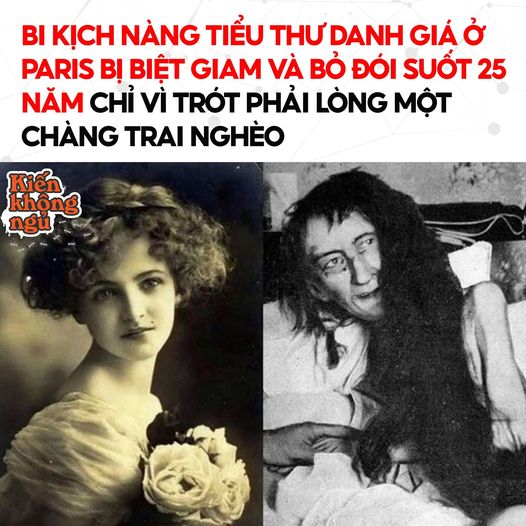 BI KỊCH NÀNG TIỂU THƯ DANH GIÁ Ở
PARIS BỊ BIỆT GIAM VÀ BỎ ĐÓI SUỐT 25
NĂM CHỈ VÌ TRÓT PHẢI LÒNG MỘT
CHÀNG TRAI NGHÈO
Kiến
không
ngủ